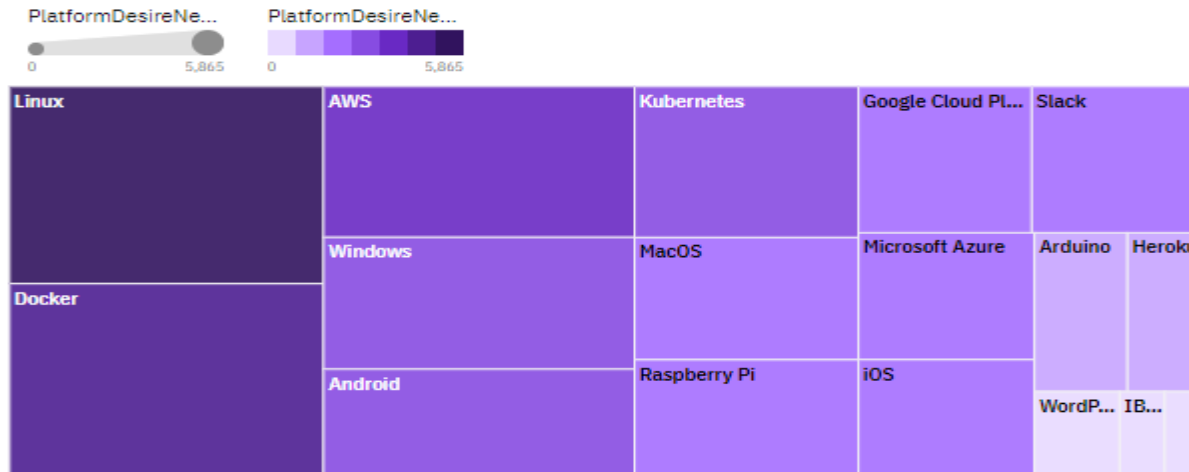 PlatformDesireNe... PlatformDesireNe...
0 5,865 0 5,865
Linux AWS Kubernetes Google Cloud Pl... Slack
Windows MacOS Microsoft Azure Arduino
Docker
Android Raspberry Pi iOS
WordP... IB...